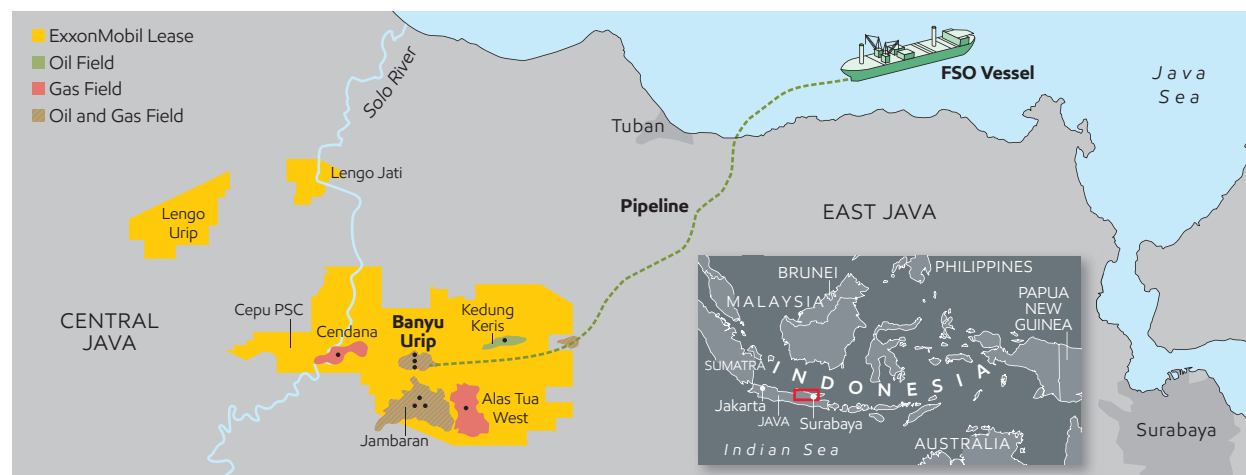 ExxonMobil Lease
Oil Field
Gas Field
Oil and Gas Field
Solo River
FSO Vessel
Java
Sea
Tuban
Lengo Jati
Lengo
Urip
Pipeline
EAST JAVA
CENTRAL
JAVA
Cepu PSC
Cendana
Banyu
Urip
Kedung
Keris
Alas Tua
West
Jambaran
BRUNEI
PHILIPPINES
MALAYSIA
PAPUA
NEW
GUINEA
SUMATRA
INDONESIA
Jakarta
JAVA
Surabaya
Indian Sea
AUSTRALIA
Surabaya